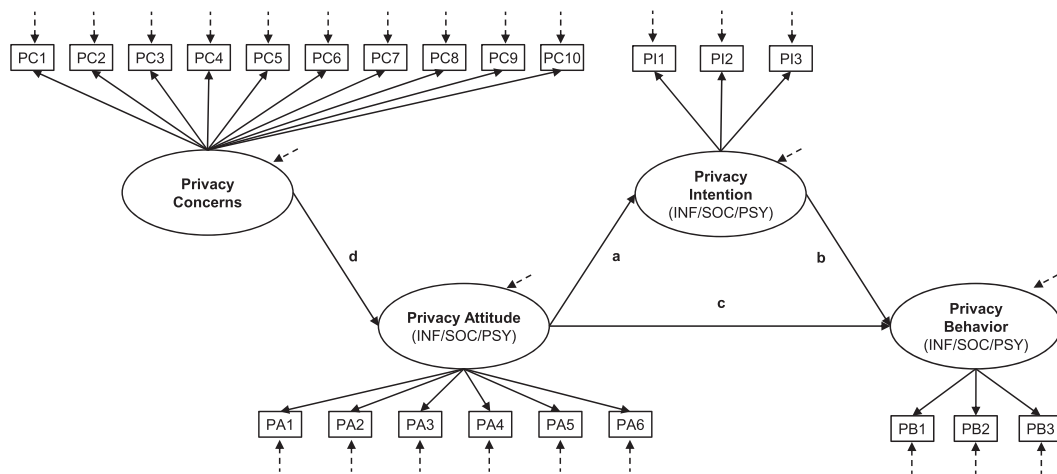 PC1 PC2 PC3 PC4 PC5 PC6 PC7 PC8 PC9 PC10
PI1 PI2 PI3
Privacy
Concerns
Privacy
Intention
(INF/SOC/PSY)
d
a
b
c
Privacy Attitude
(INF/SOC/PSY)
Privacy
Behavior
(INF/SOC/PSY)
PA1 PA2 PA3 PA4 PA5 PA6
PB1 PB2 PB3